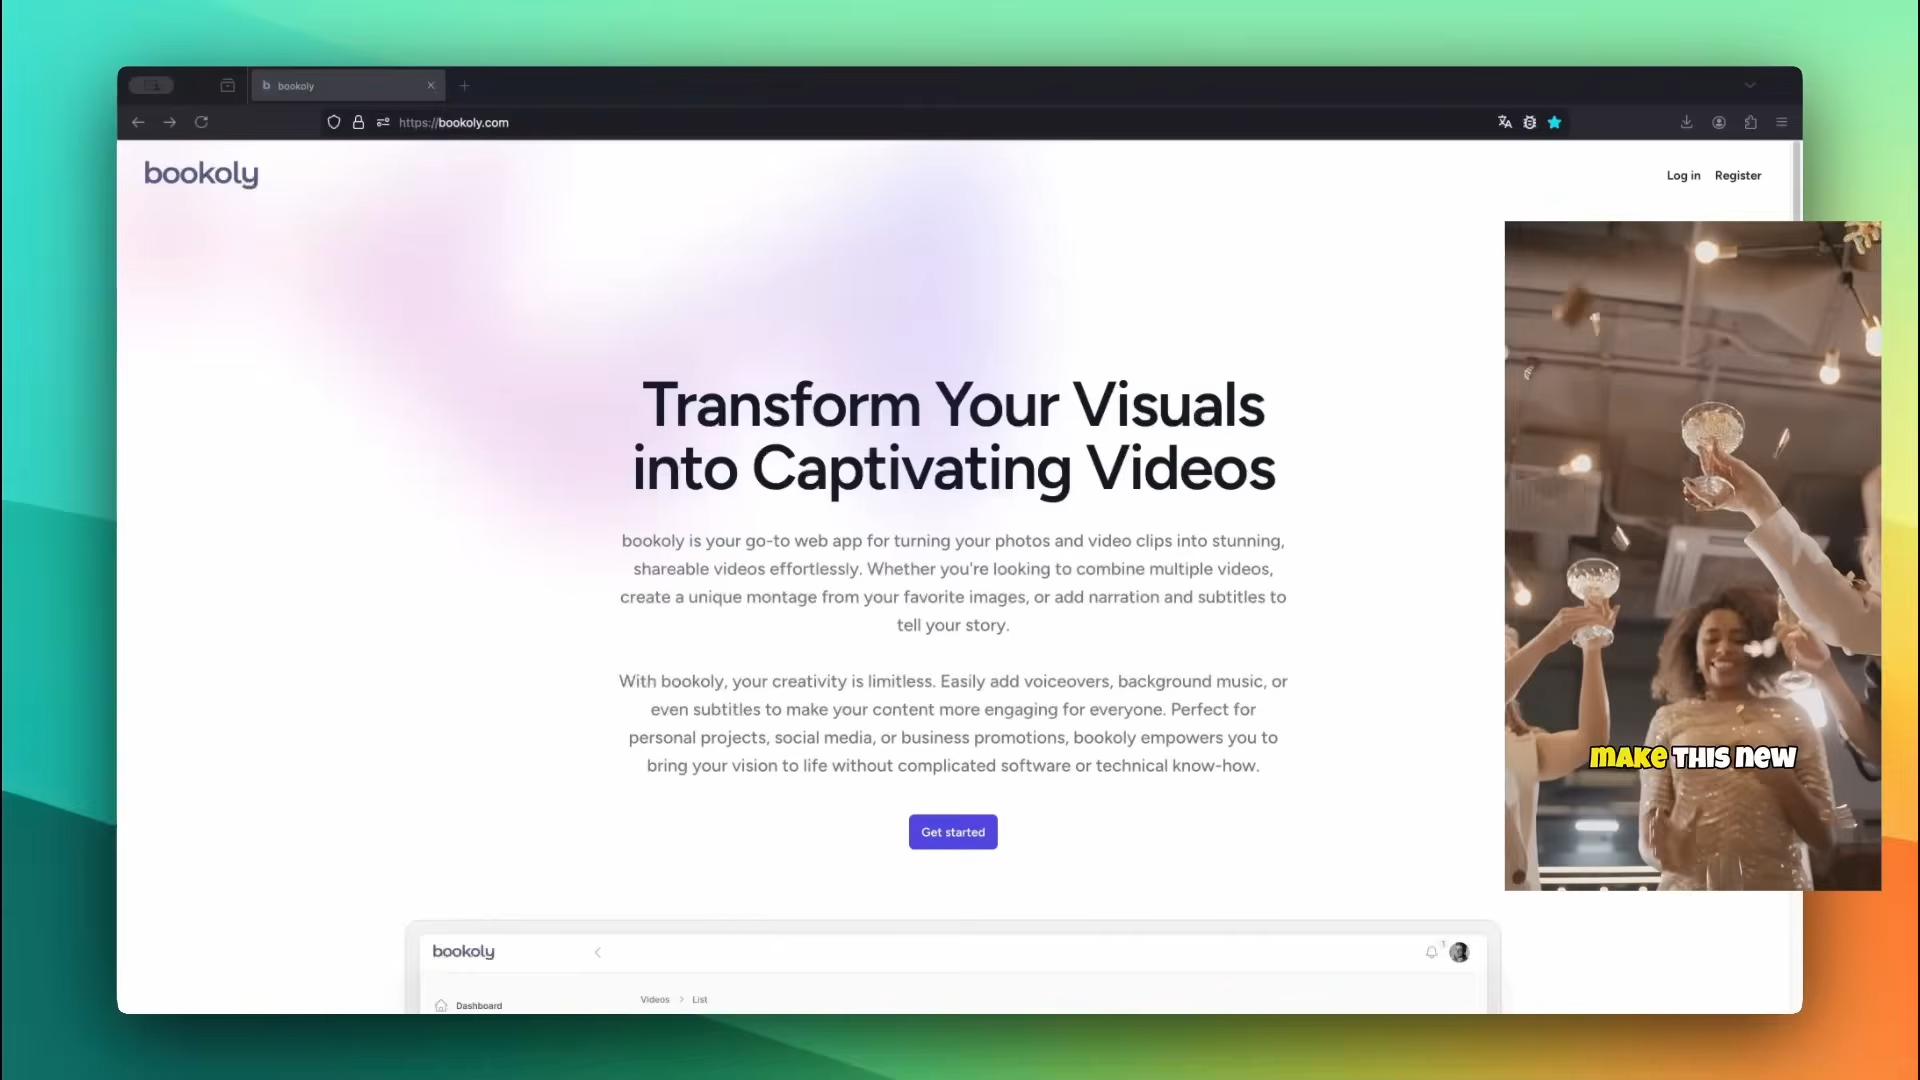 bookoly
https://bookoly.com
bookoly
Log in
Register
Transform Your Visuals
into Captivating Videos
bookoly is your go-to web app for turning your photos and video clips into stunning,
shareable videos effortlessly. Whether you're looking to combine multiple videos,
create a unique montage from your favorite images, or add narration and subtitles to
tell your story.
With bookoly, your creativity is limitless. Easily add voiceovers, background music, or
even subtitles to make your content more engaging for everyone. Perfect for
personal projects, social media, or business promotions, bookoly empowers you to
bring your vision to life without complicated software or technical know-how.
Get started
make this new
bookoly
Dashboard
Videos > List